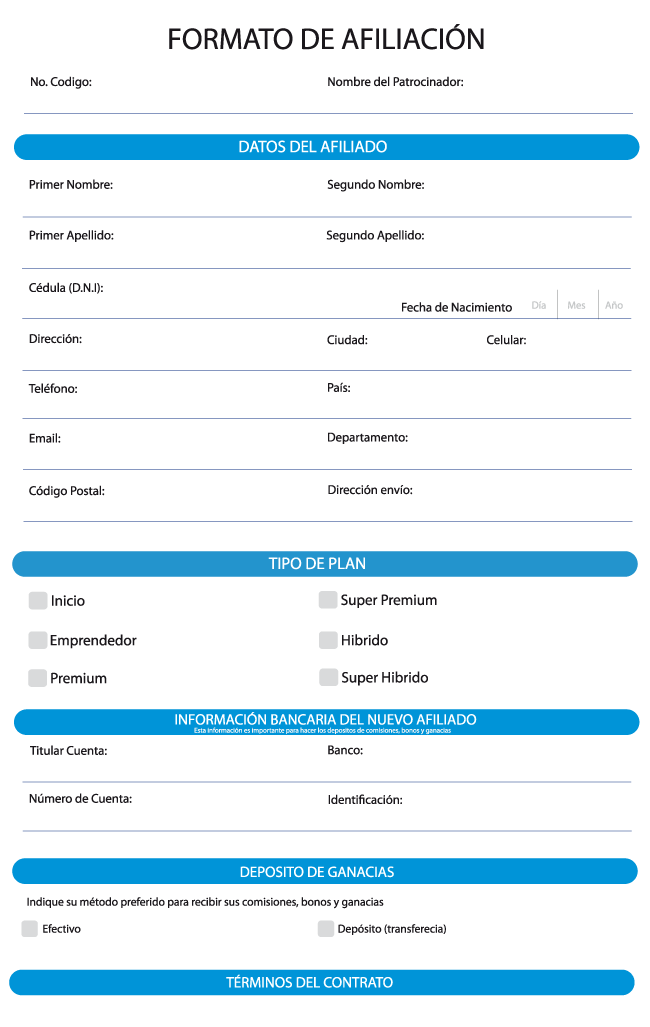 FORMATO DE AFILIACIÓN
No. Codigo: Nombre del Patrocinador:
DATOS DEL AFILIADO
Primer Nombre: Segundo Nombre:
Primer Apellido: Segundo Apellido:
Cédula (D.N.I):
Fecha de Nacimiento Día Mes Año
Dirección: Ciudad: Celular:
Teléfono: País:
Email: Departamento:
Código Postal: Dirección envío:
TIPO DE PLAN
Inicio Super Premium
Emprendedor Hibrido
Premium Super Hibrido
INFORMACIÓN BANCARIA DEL NUEVO AFILIADO
Esta información es importante para hacer los depositos de comisiones, bonos y ganacias
Titular Cuenta: Banco:
Número de Cuenta: Identificación:
DEPOSITO DE GANACIAS
Indique su método preferido para recibir sus comisiones, bonos y ganacias
Efectivo Depósito (transferecia)
TÉRMINOS DEL CONTRATO